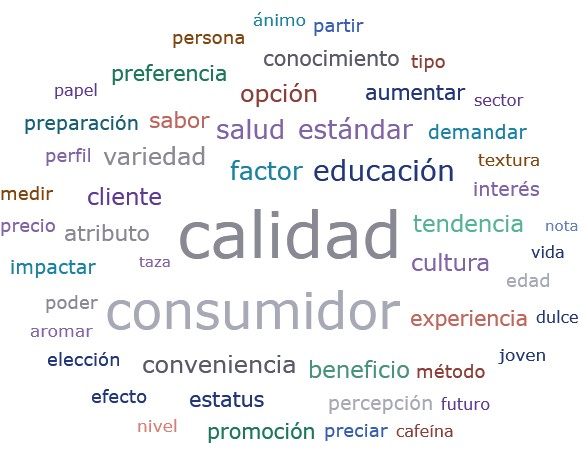 ánimo
partir
persona
conocimiento
tipo
preferencia
papel
opción
aumentar
sector
preparación
sabor
salud
estándar
demandar
perfil
variedad
factor
educación
textura
interés
medir
cliente
precio
atributo
calidad
tendencia
nota
vida
impactar
taza
cultura
edad
poder
consumidor
experiencia
dulce
aromar
elección
conveniencia
beneficio
método
joven
efecto
estatus
percepción
futuro
nivel
promoción
preciar
cafeína